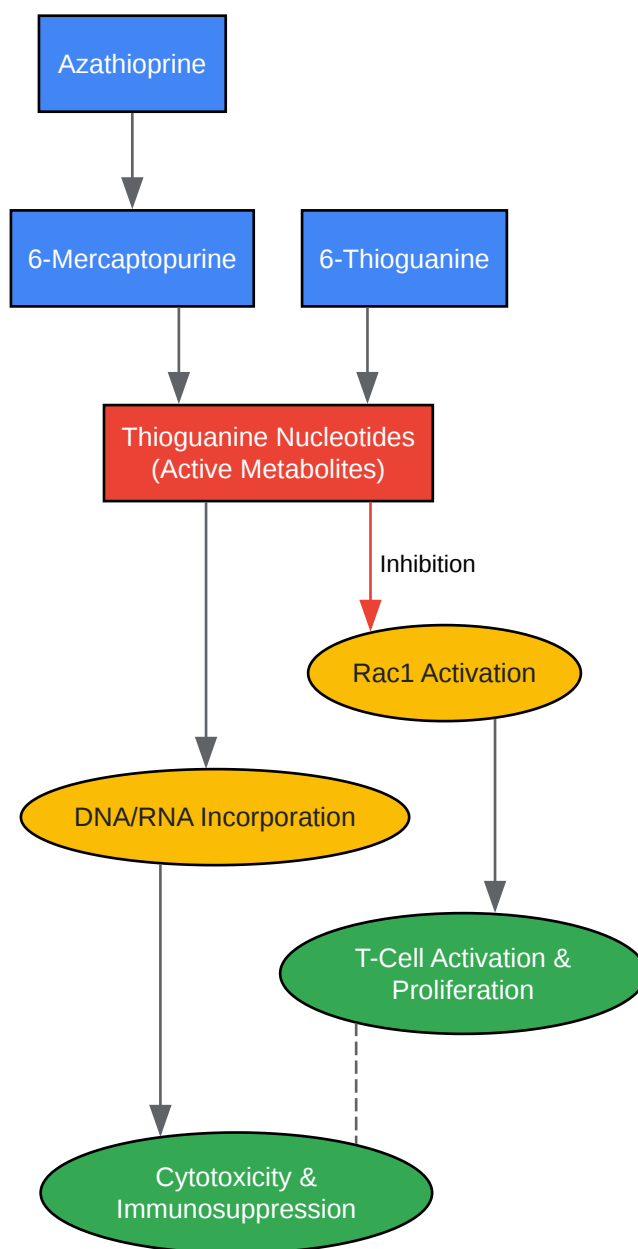 Azathioprine
6-Mercaptopurine
6-Thioguanine
Thioguanine Nucleotides
(Active Metabolites)
Inhibition
Rac1 Activation
DNA/RNA Incorporation
T-Cell Activation &
Proliferation
Cytotoxicity &
Immunosuppression